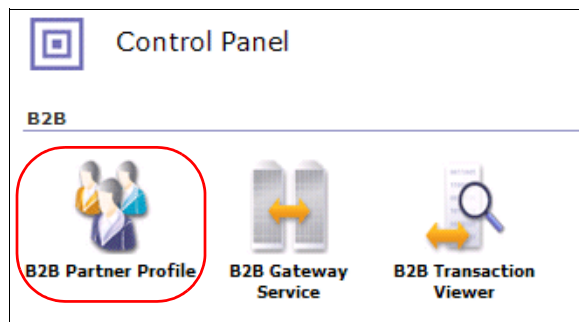 Control Panel
B2B
B2B Partner Profile
B2B Gateway
Service
B2B Transaction
Viewer